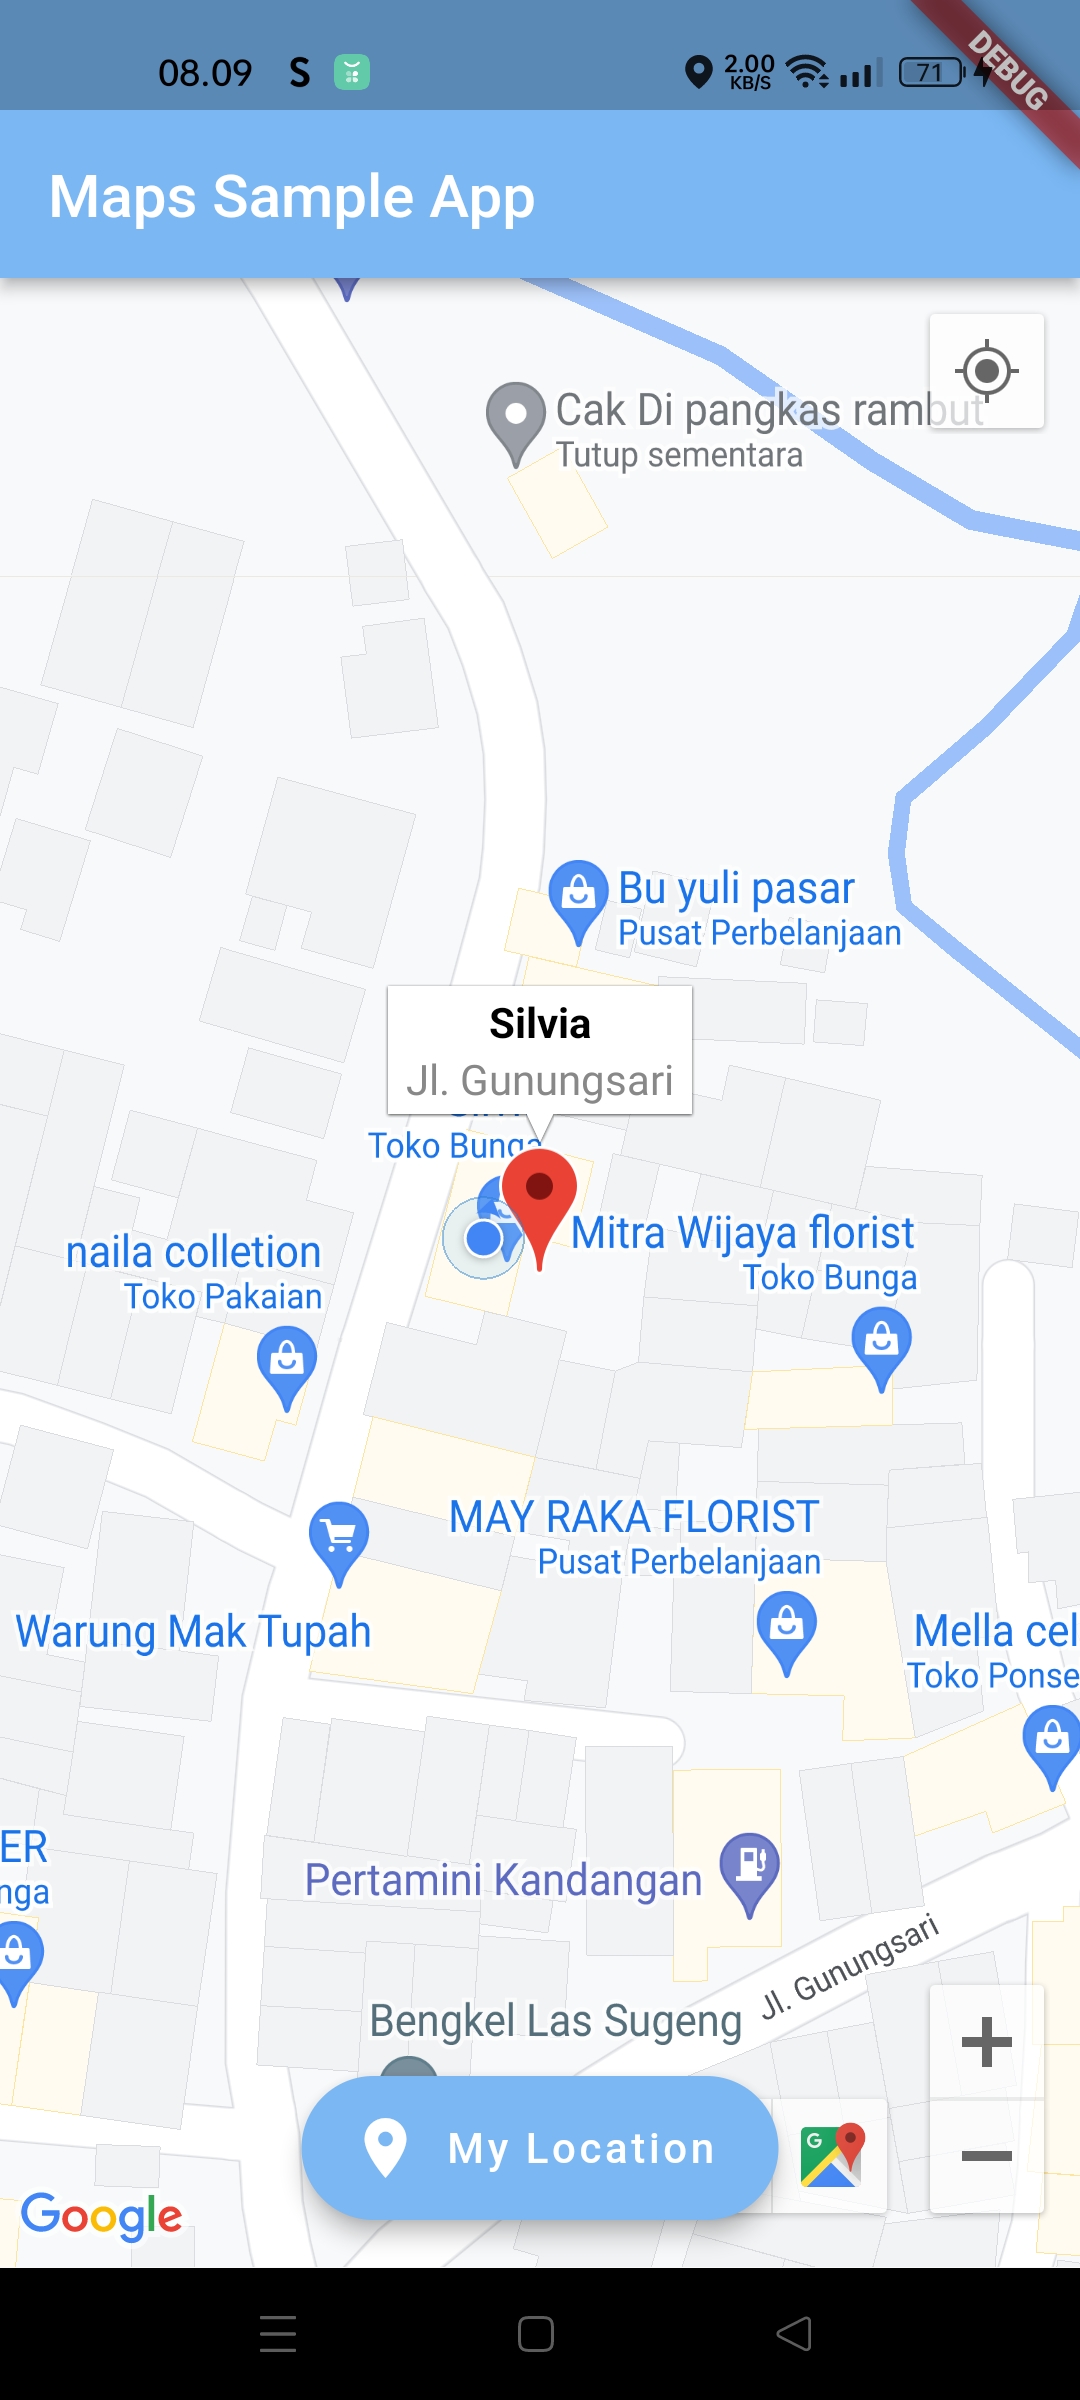 08.09 S
2.00
KB/S
71
DEBUG
Maps Sample App
Cak Di pangkas rambut
Tutup sementara
Bu yuli pasar
Pusat Perbelanjaan
Silvia
Jl. Gunungsari
Toko Bunga
Mitra Wijaya florist
Toko Bunga
naila colletion
Toko Pakaian
MAY RAKA FLORIST
Pusat Perbelanjaan
Warung Mak Tupah
Mella cel
Toko Ponse
ER
nga
Pertamini Kandangan
Jl. Gunungsari
Bengkel Las Sugeng
My Location
G
Google